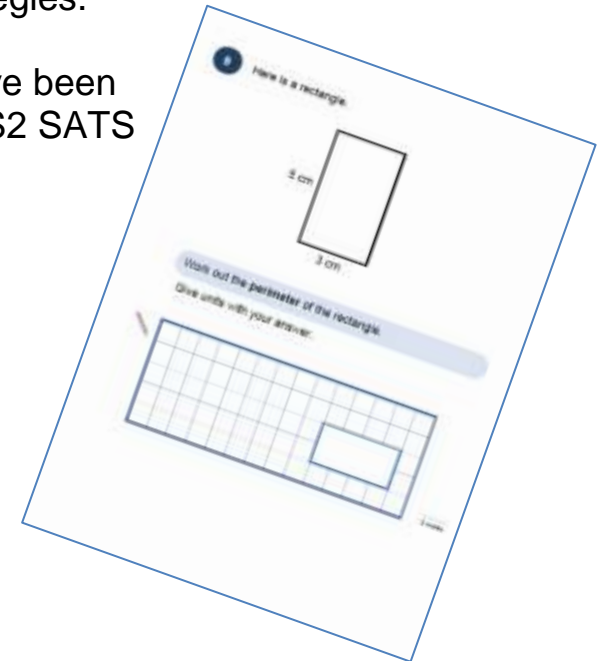 egies.
ve been
S2 SATS
Here is a rectangle.
cm
3 cm
Work out the perimeter of the rectangle.
Give units with your answer.